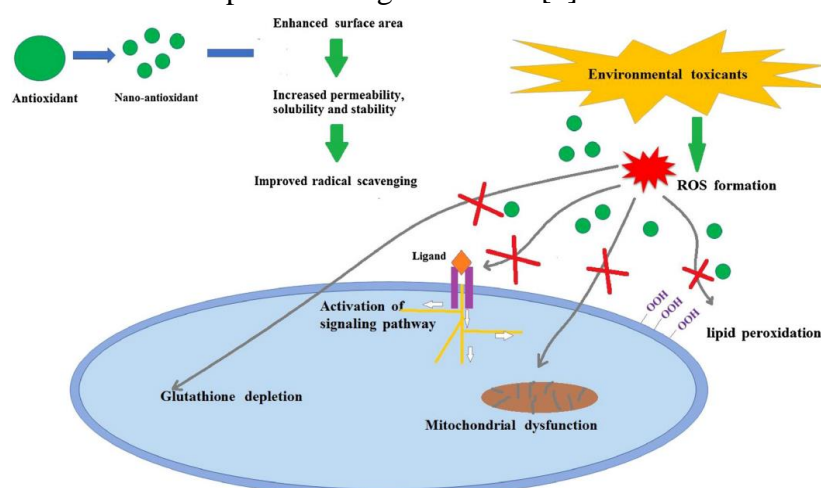 Enhanced surface area
Antioxidant
Nano-antioxidant
Increased permeability,
solubility and stability
Improved radical scavenging
Environmental toxicants
ROS formation
Ligand
Activation of
signaling pathway
OOH
OOH
OOH
lipid peroxidation
Glutathione depletion
Mitochondrial dysfunction